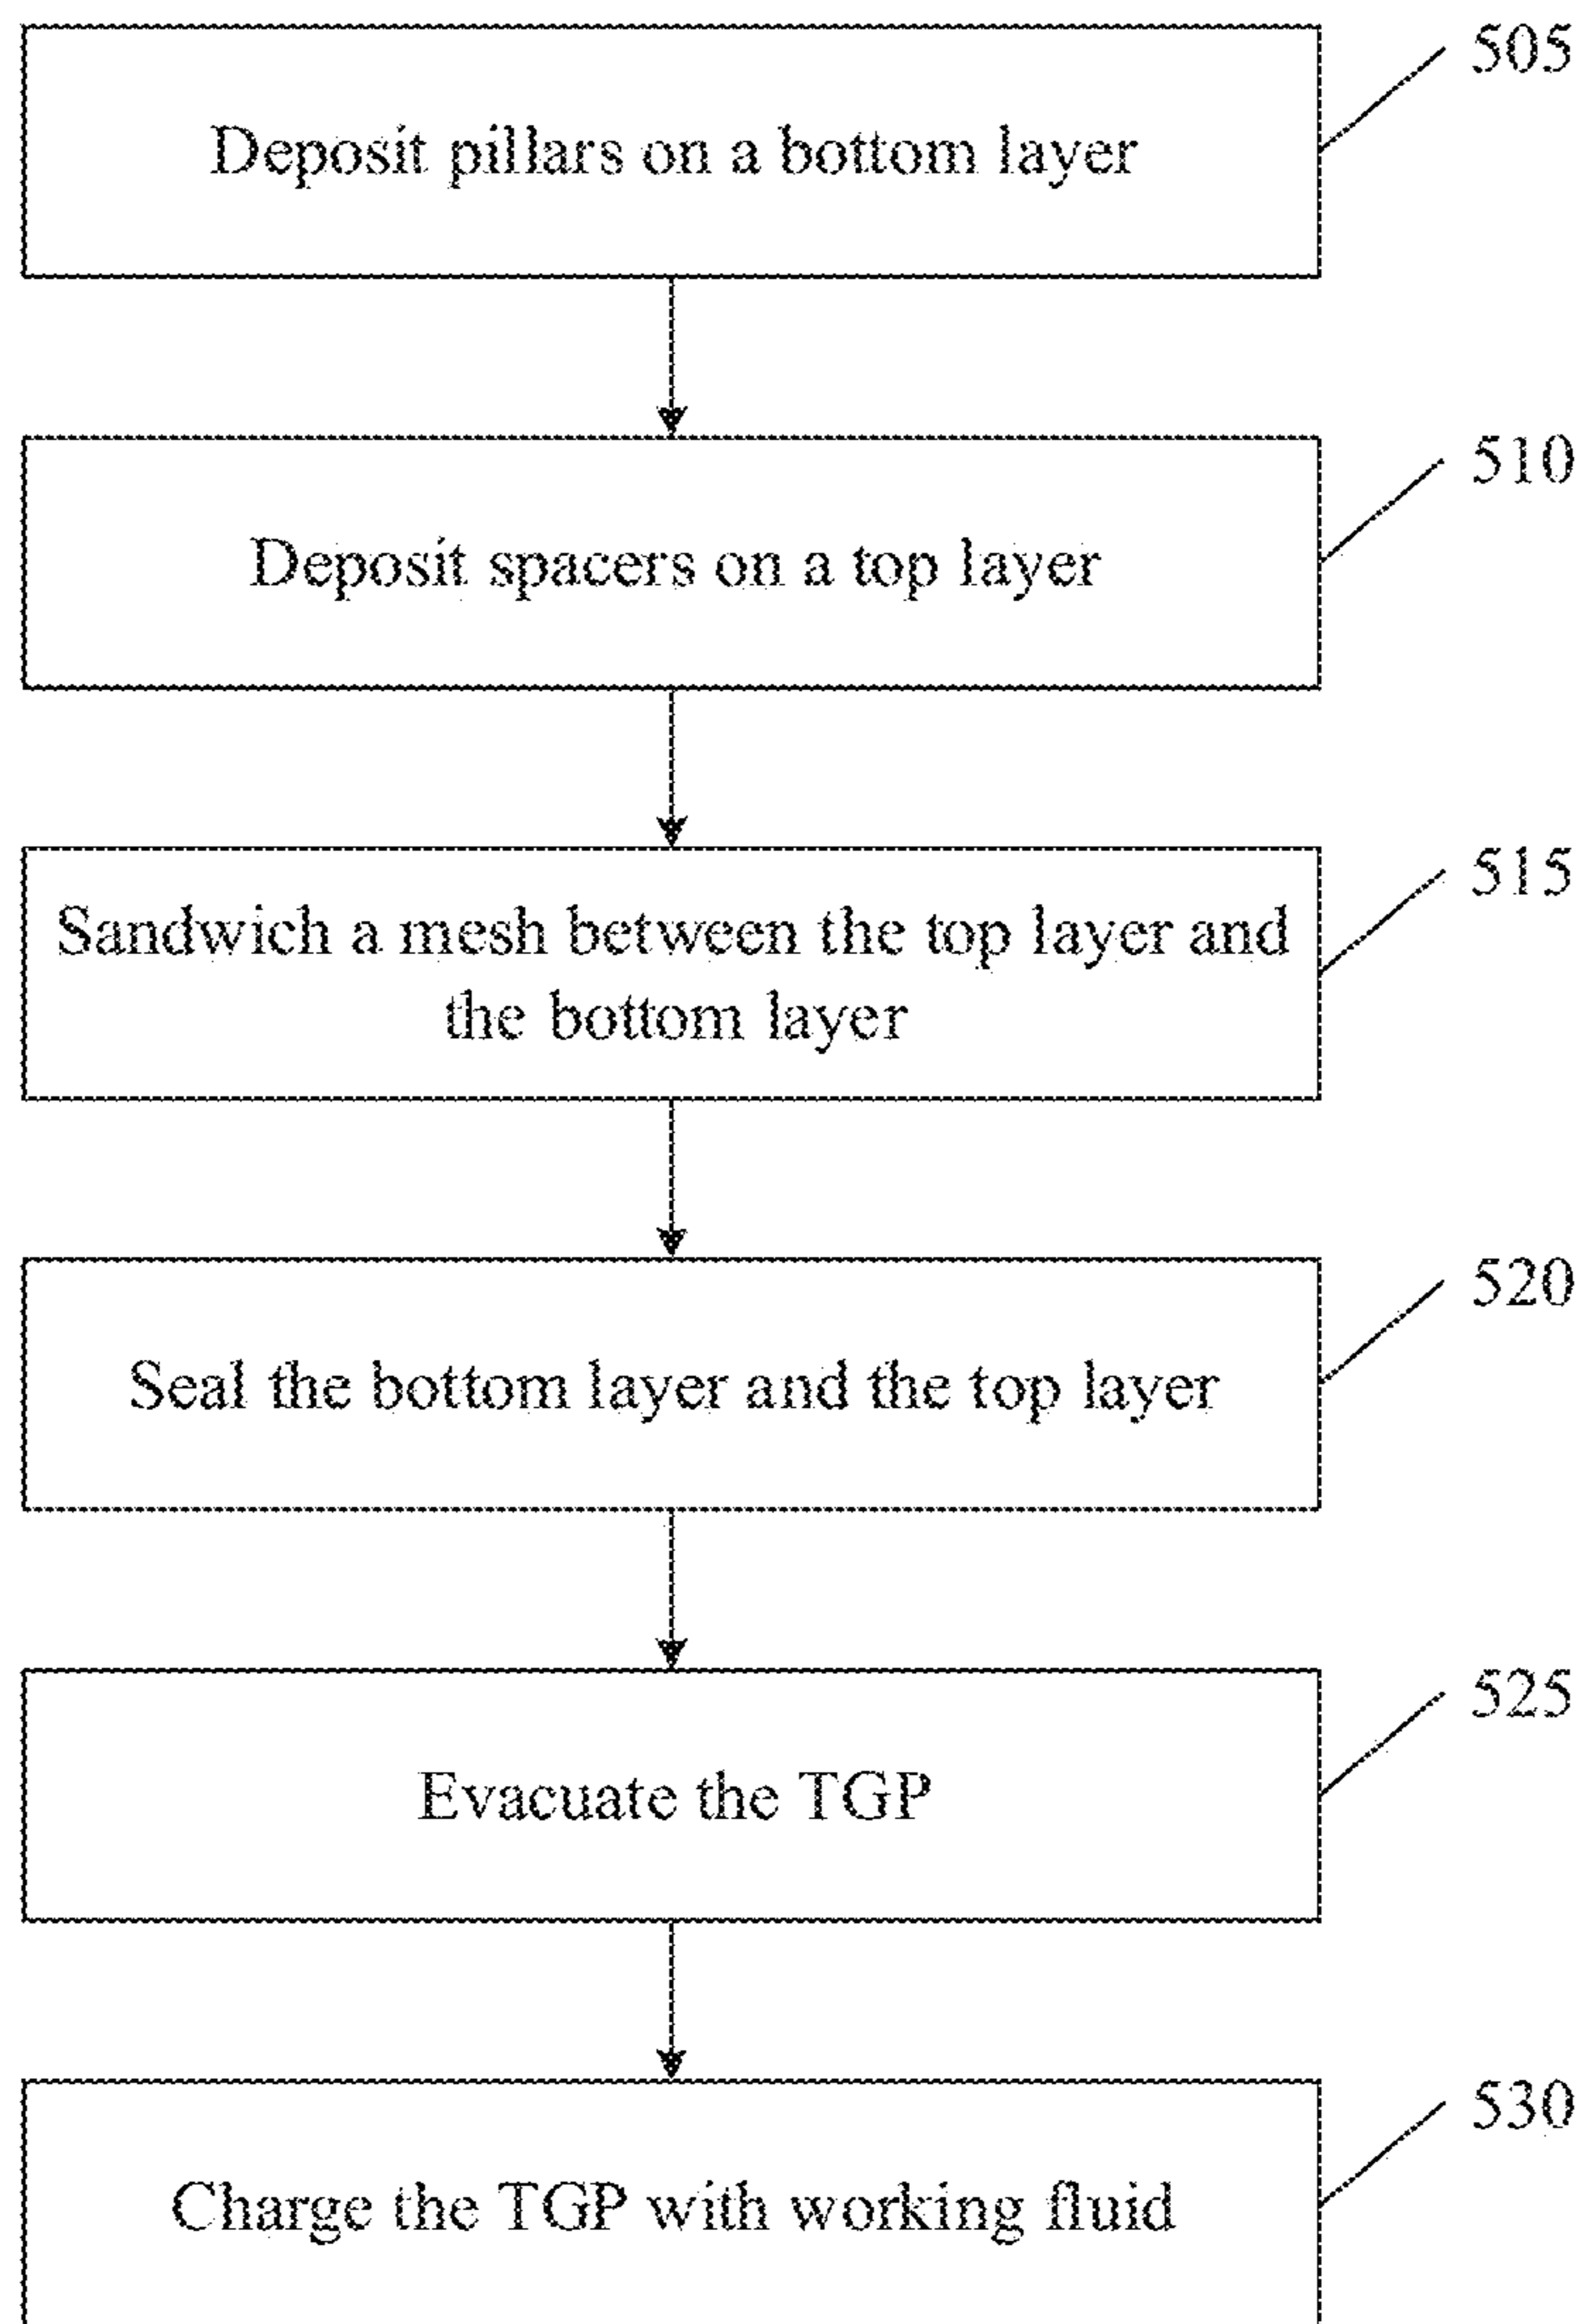 505
Deposit pillars on a bottom layer
510
Deposit spacers on a top layer
515
Sandwich a mesh between the top layer and
the bottom layer
520
Seal the bottom layer and the top layer
525
Evacuate the TGP
530
Charge the TGP with working fluid